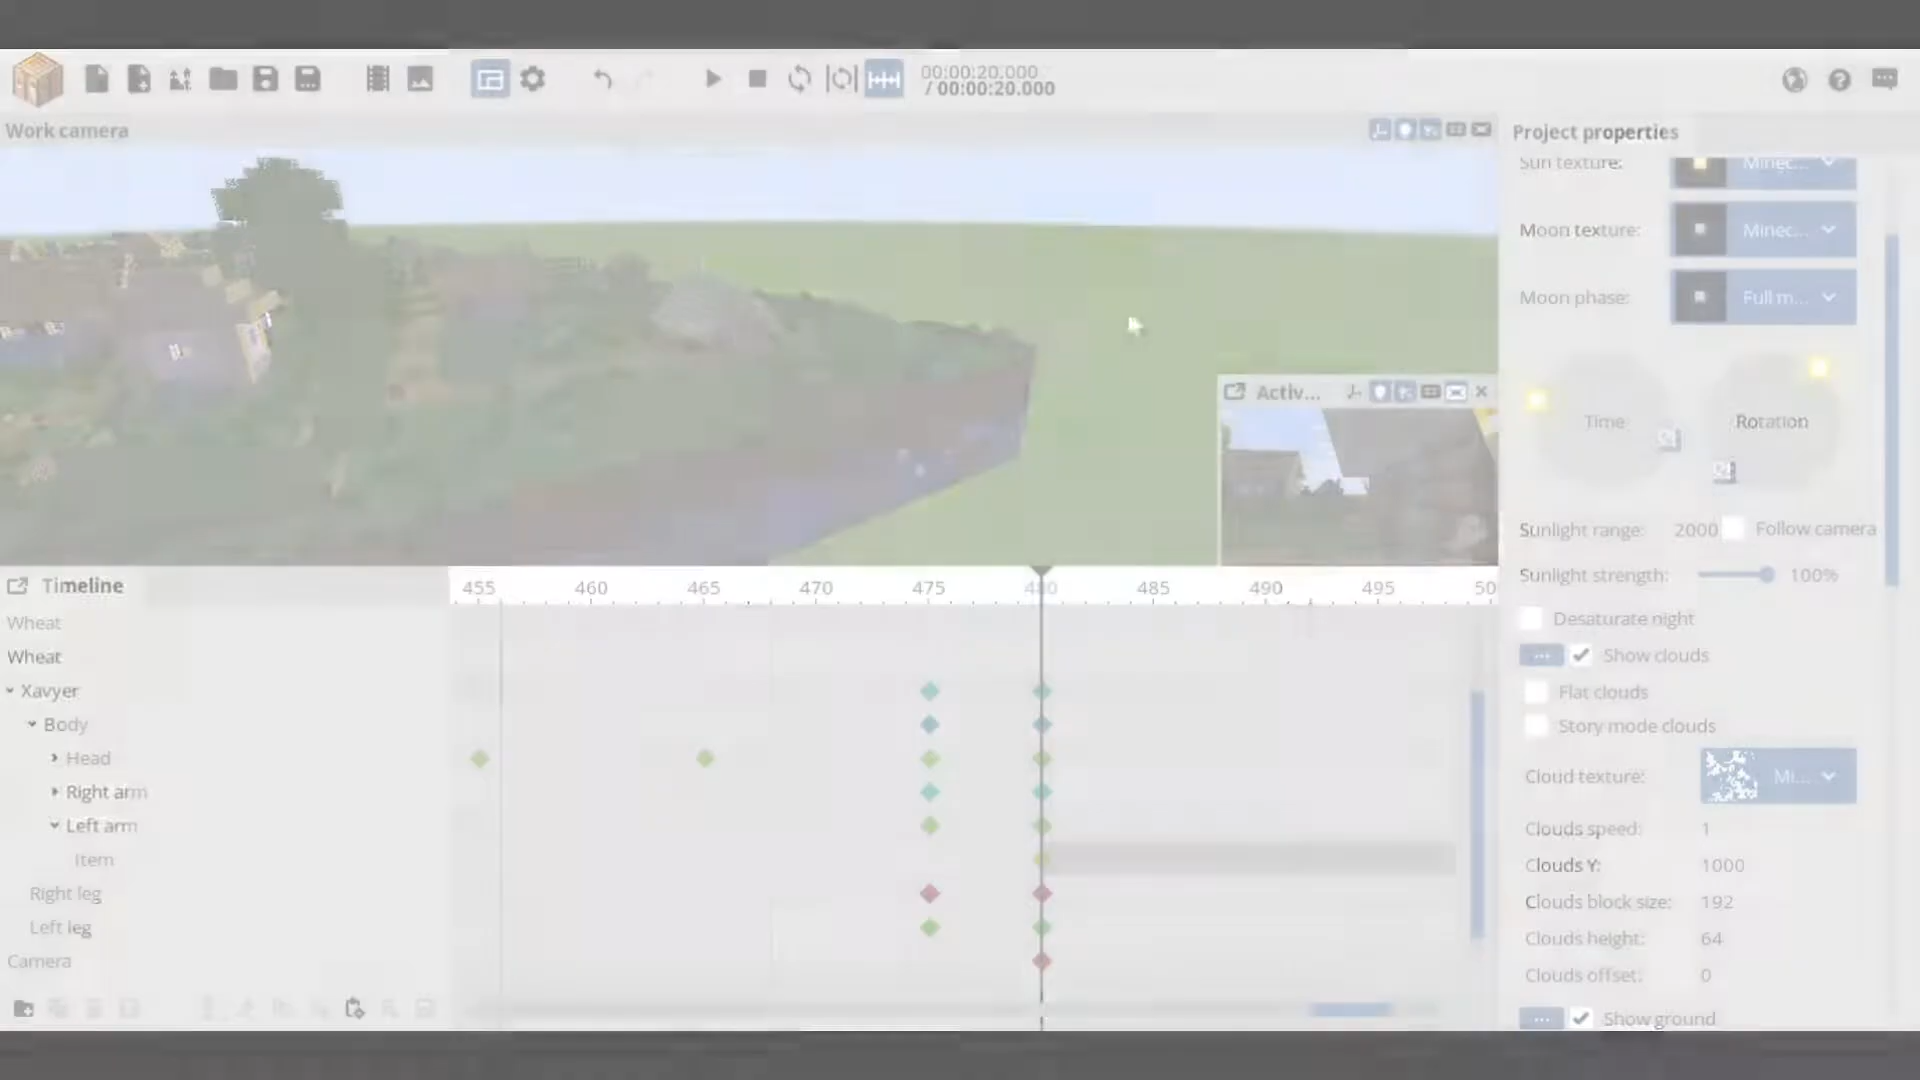 00:00:20.000
/ 00:00:20.000
Work camera
Project properties
Sun texture:
Minec...
Moon texture:
Minec...
Moon phase:
Full m...
Activ...
Time
Rotation
Sunlight range:
2000
Follow camera
Sunlight strength:
100%
Timeline
455
460
465
470
475
480
485
490
495
500
Desaturate night
Wheat
Show clouds
Wheat
Xavyer
Flat clouds
Body
Story mode clouds
Head
Cloud texture:
Mi...
Right arm
Left arm
Clouds speed:
1
Item
Clouds Y:
1000
Right leg
Clouds block size:
192
Left leg
Clouds height:
64
Camera
Clouds offset:
0
Show ground